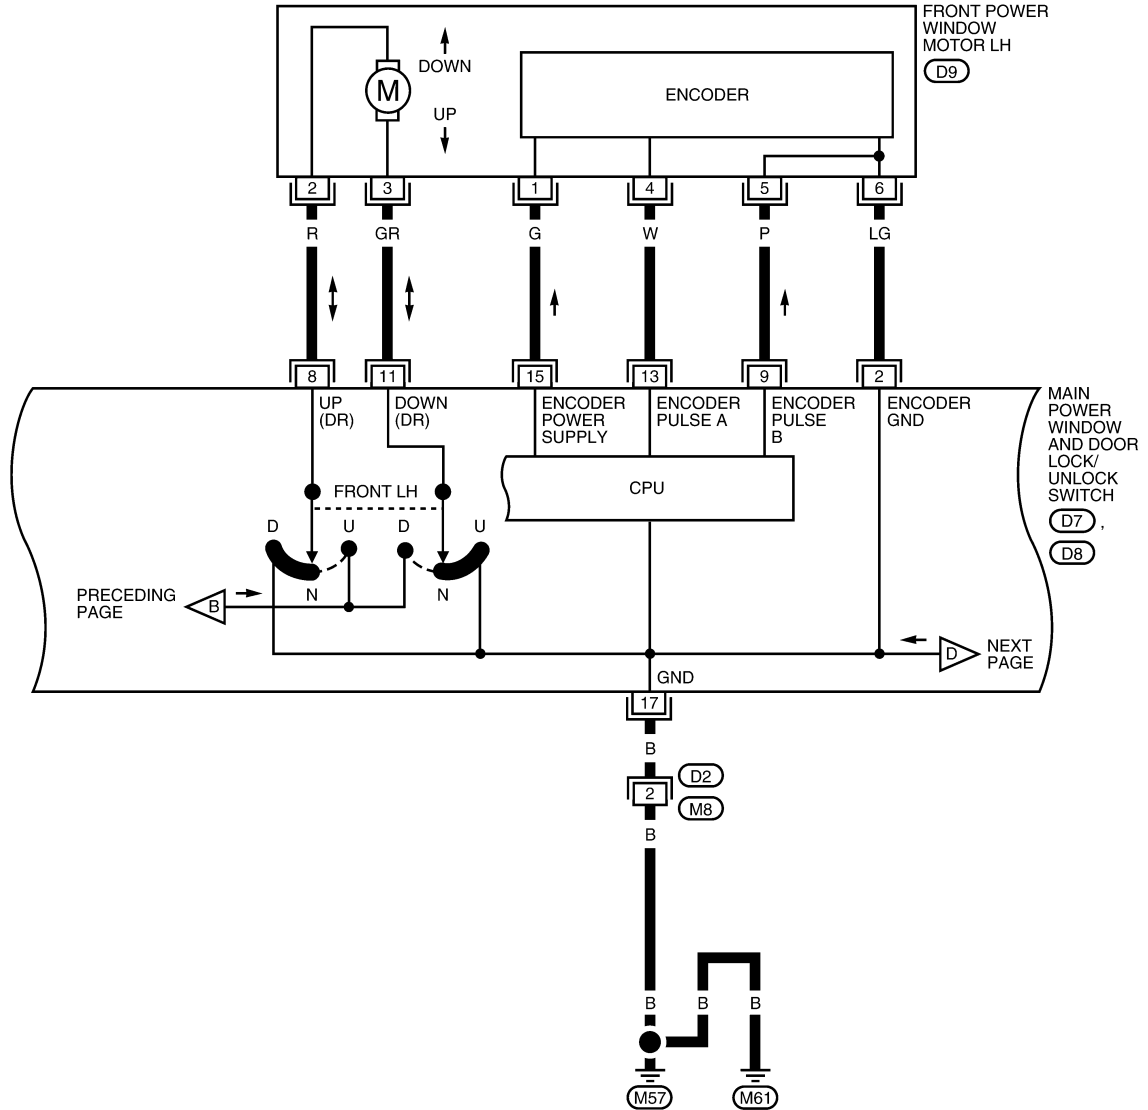 FRONT POWER
WINDOW
MOTOR LH
D9
DOWN
M
UP
ENCODER
2 3 1 4 5 6
R GR G W P LG
8 11 15 13 9 2
UP
(DR)
DOWN
(DR)
ENCODER
POWER
SUPPLY
ENCODER
PULSE A
ENCODER
PULSE
B
ENCODER
GND
MAIN
POWER
WINDOW
AND DOOR
LOCK/
UNLOCK
SWITCH
D7 ,
D8
CPU
FRONT LH
D U D U
N N
PRECEDING
PAGE
B
D
NEXT
PAGE
GND
17
B
D2
2
M8
B
B B B
M57 M61